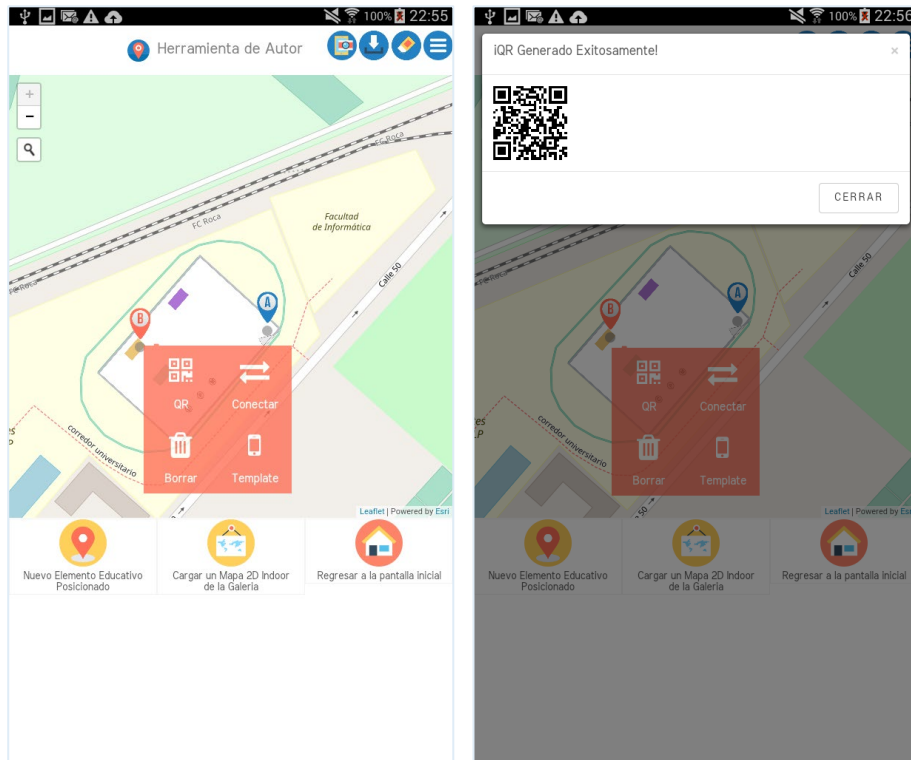 100% 22:55
Herramienta de Autor
+
-
FC Roca
FC Roca
FC Roca
Facultad
de Informática
Calle 50
A
B
QR
Conectar
Borrar
Template
corredor universitario
Leaflet | Powered by Esri
Nuevo Elemento Educativo
Posicionado
Cargar un Mapa 2D Indoor
de la Galería
Regresar a la pantalla inicial
100% 22:56
¡QR Generado Exitosamente!
×
CERRAR
Calle 50
A
B
QR
Conectar
Borrar
Template
corredor universitario
50
Leaflet | Powered by Esri
Nuevo Elemento Educativo
Posicionado
Cargar un Mapa 2D Indoor
de la Galería
Regresar a la pantalla inicial